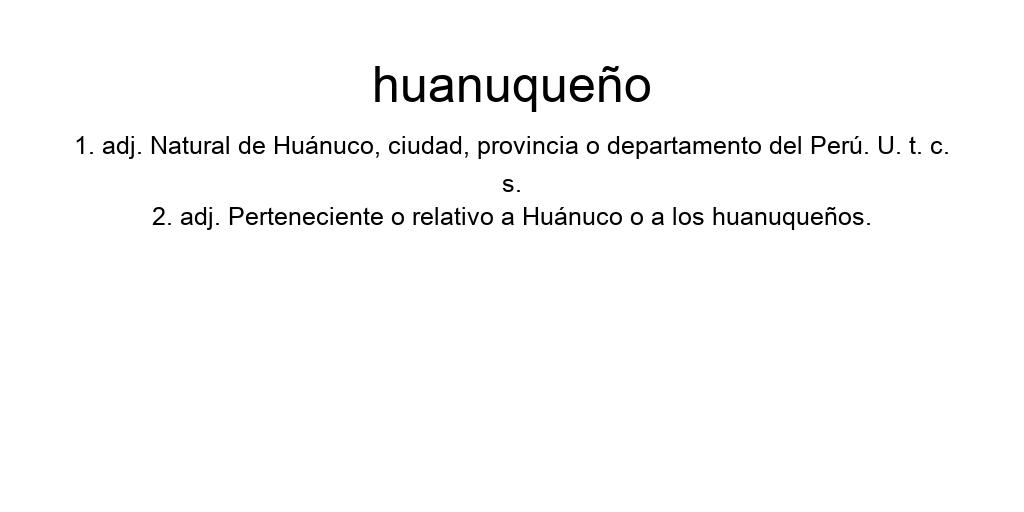 huanuqueño
1. adj. Natural de Huánuco, ciudad, provincia o departamento del Perú. U. t. c.
s.
2. adj. Perteneciente o relativo a Huánuco o a los huanuqueños.